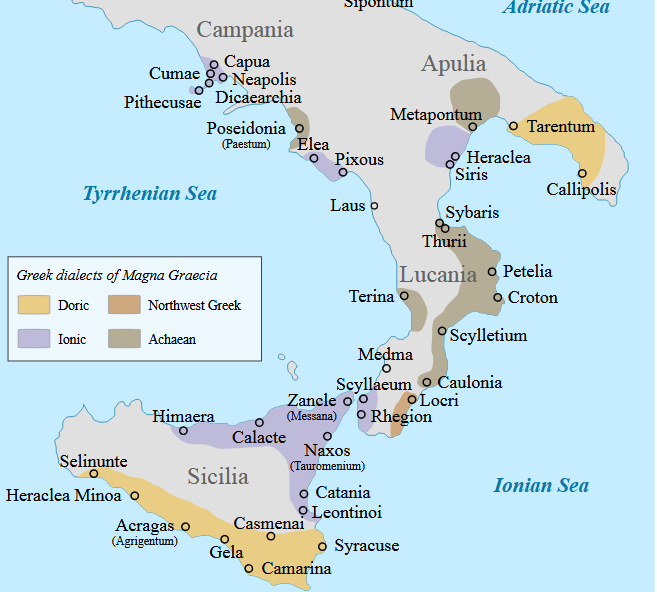 Sipontum
Adriatic Sea
Campania
Capua
Apulia
Cumae
Neapolis
Pithecusae
Dicaearchia
Metapontum
Poseidonia
(Paestum)
Tarentum
Elea
Pixous
Heraclea
Siris
Callipolis
Tyrrhenian Sea
Laus
Sybaris
Thurii
Greek dialects of Magna Graecia
Doric
Northwest Greek
Ionic
Achaean
Lucania
Petelia
Terina
Croton
Scylletium
Medma
Scyllaeum
Caulonia
Zancle
(Messana)
Locri
Rhegion
Himaera
Calacte
Naxos
(Tauromenium)
Selinunte
Sicilia
Ionian Sea
Heraclea Minoa
Catania
Leontinoi
Acragas
(Agrigentum)
Casmenai
Gela
Syracuse
Camarina